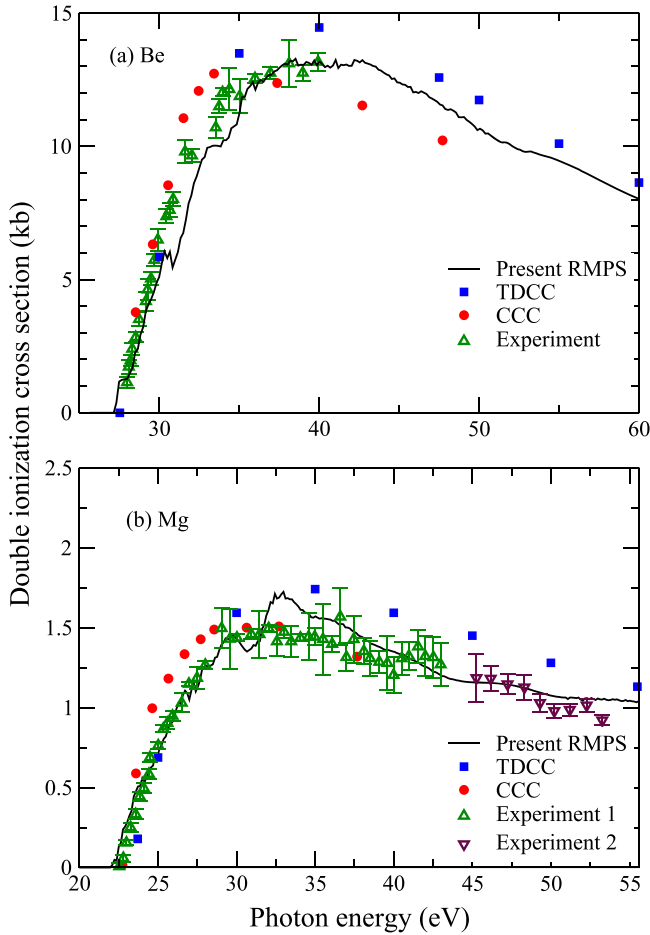 15
(a) Be
10
5
0
Present RMPS
TDCC
CCC
Experiment
30
40
50
60
Double ionization cross section (kb)
2.5
(b) Mg
2
1.5
1
0.5
0
Present RMPS
TDCC
CCC
Experiment 1
Experiment 2
20
25
30
35
40
45
50
55
Photon energy (eV)